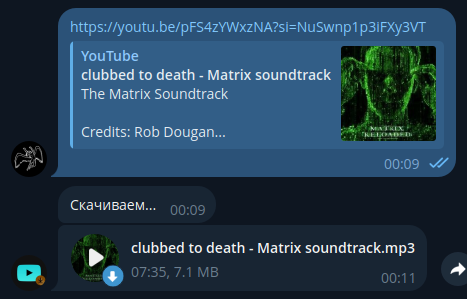 https://youtu.be/pFS4zYWxzNA?si=NuSwnp1p3iFXy3VT
YouTube
clubbed to death - Matrix soundtrack
The Matrix Soundtrack
Credits: Rob Dougan...
MATRIX
RELOADED
00:09
Скачиваем...
00:09
clubbed to death - Matrix soundtrack.mp3
07:35, 7.1 MB
00:11